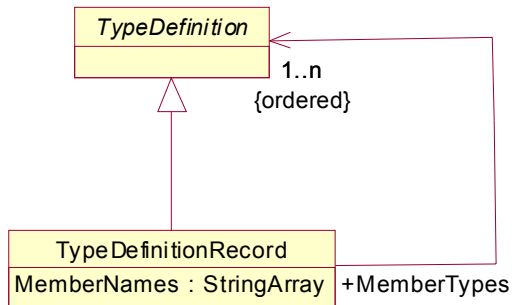 TypeDefinition
1..n
{ordered}
TypeDefinitionRecord
MemberNames : StringArray
+MemberTypes